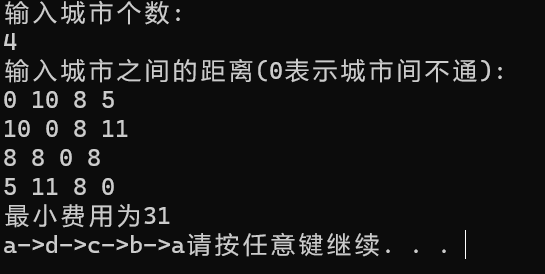 输入城市个数:
4
输入城市之间的距离(0表示城市间不通):
0 10 8 5
10 0 8 11
8 8 0 8
5 11 8 0
最小费用为31
a->d->c->b->a请按任意键继续. . .